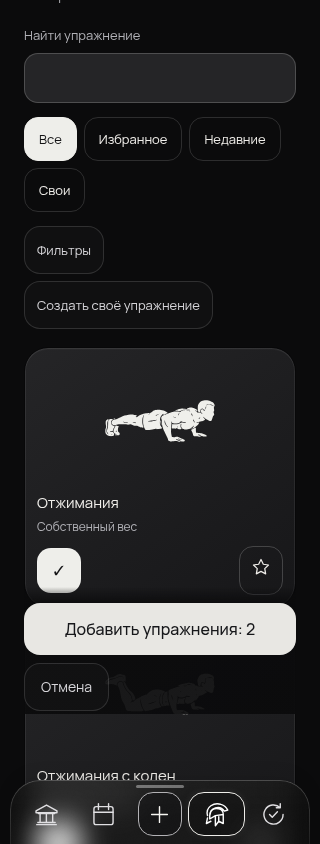 Найти упражнение
Все
Избранное
Недавние
Свои
Фильтры
Создать своё упражнение
Отжимания
Собственный вес
✓
Добавить упражнения: 2
Отмена
Отжимания с колен